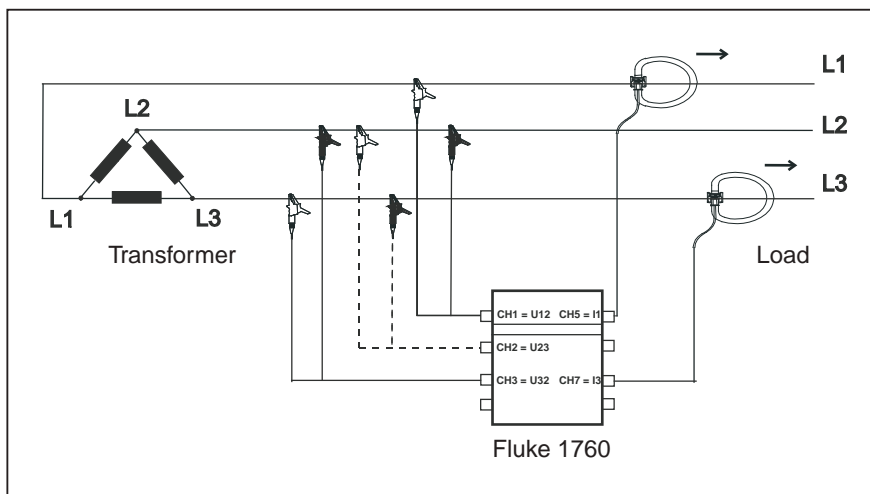 L1
L2
L2
L3
L1
L3
Transformer
Load
CH1 = U12 CH5 = I1
CH2 = U23
CH3 = U32 CH7 = I3
Fluke 1760